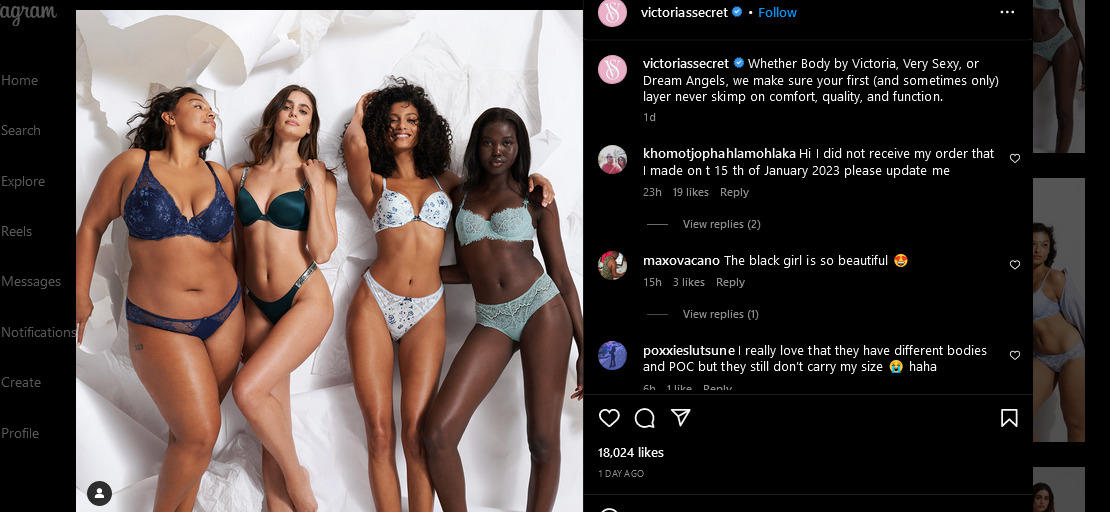 agram
Home
Search
Explore
Reels
Messages
Notifications
Create
Profile
victoriassecret • Follow
victoriassecret Whether Body by Victoria, Very Sexy, or
Dream Angels, we make sure your first (and sometimes only)
layer never skimp on comfort, quality, and function.
1d
khomotjophahlamohlaka Hi I did not receive my order that
I made on t 15 th of January 2023 please update me
23h 19 likes Reply
View replies (2)
maxovacano The black girl is so beautiful 😍
15h 3 likes Reply
View replies (1)
poxxieslutsune I really love that they have different bodies
and POC but they still don't carry my size 😭 haha
6h 1 like Reply
18,024 likes
1 DAY AGO